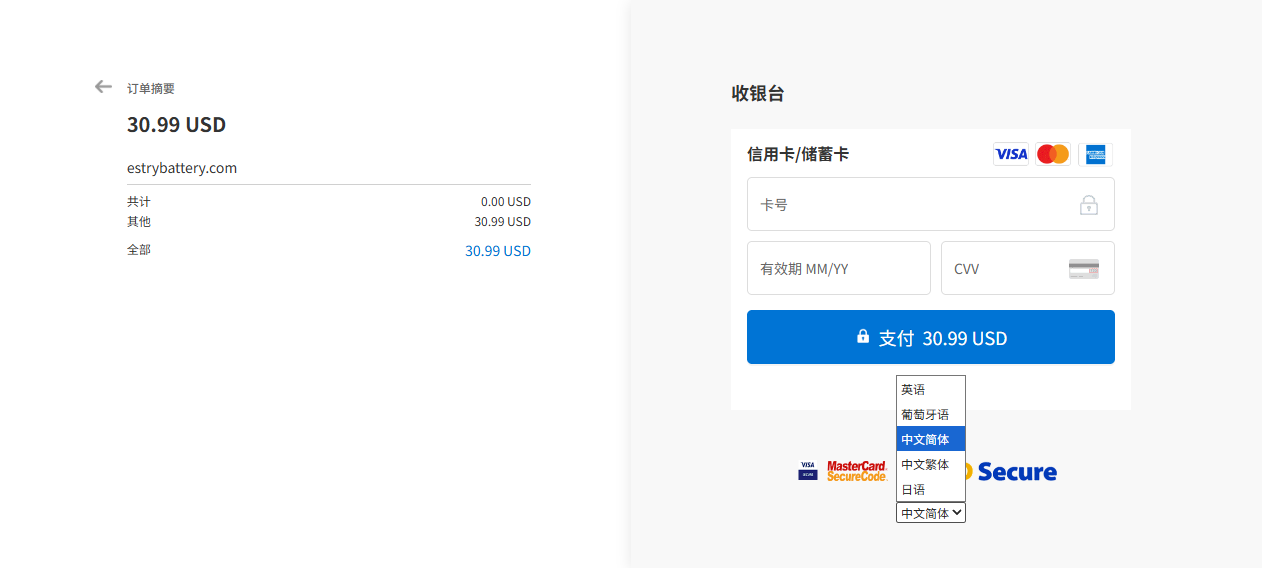 订单摘要
30.99 USD
estrybattery.com
共计 0.00 USD
其他 30.99 USD
全部 30.99 USD
收银台
信用卡/储蓄卡 VISA
卡号
有效期 MM/YY CVV
支付 30.99 USD
英语
葡萄牙语
中文简体
中文繁体
日语
VISA
SECURE
MasterCard.
SecureCode.
Secure
中文简体